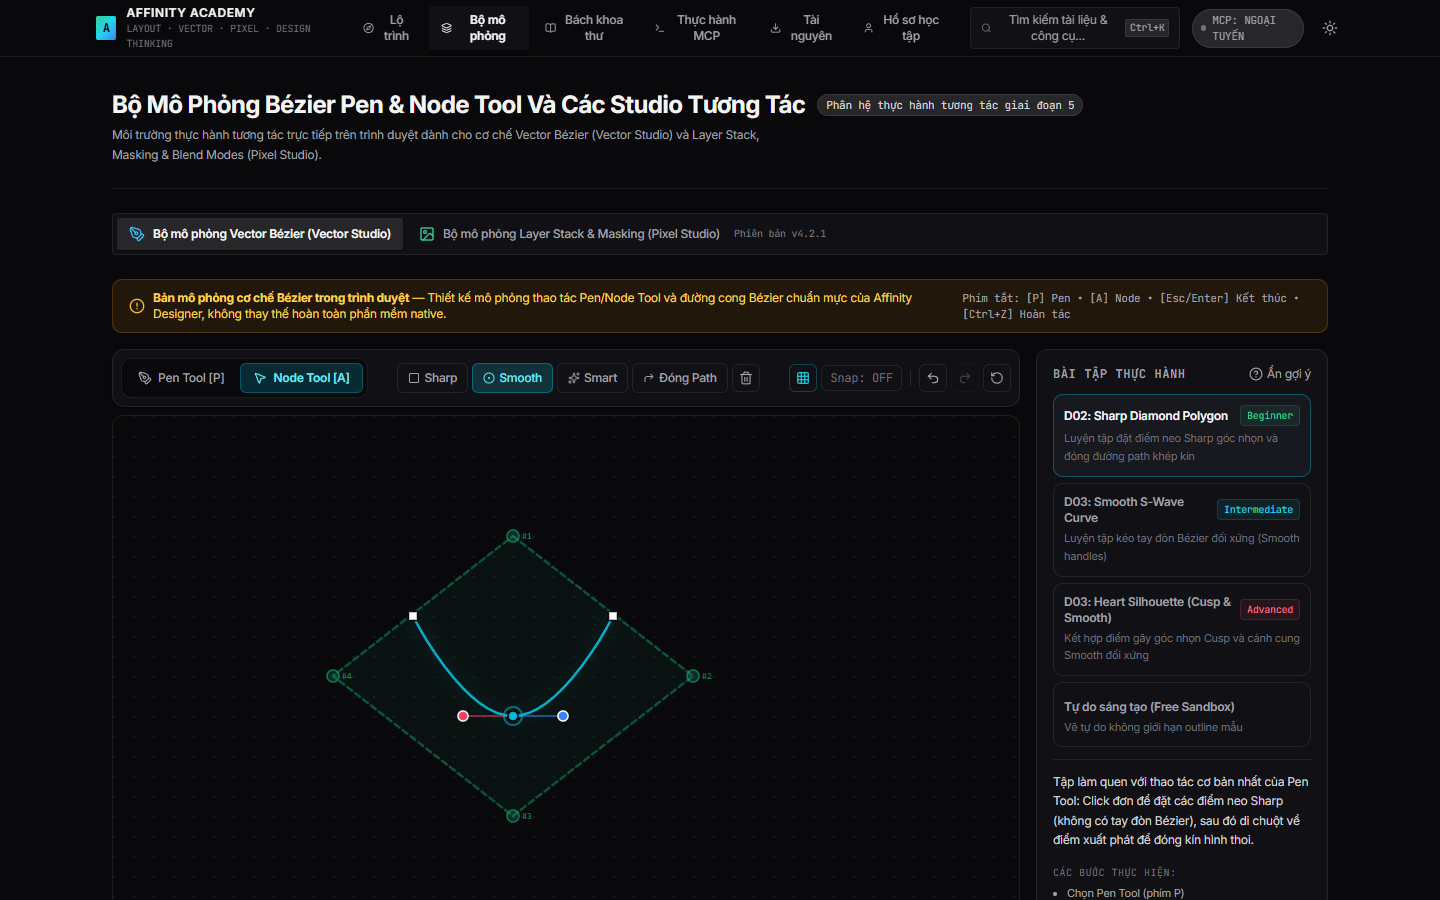 A
AFFINITY ACADEMY
LAYOUT · VECTOR · PIXEL · DESIGN
THINKING
Lộ
trình
Bộ mô
phỏng
Bách khoa
thư
Thực hành
MCP
Tài
nguyên
Hồ sơ học
tập
Tìm kiếm tài liệu &
công cụ...
Ctrl+K
MCP: NGOẠI
TUYẾN
Bộ Mô Phỏng Bézier Pen & Node Tool Và Các Studio Tương Tác
Phân hệ thực hành tương tác giai đoạn 5
Môi trường thực hành tương tác trực tiếp trên trình duyệt dành cho cơ chế Vector Bézier (Vector Studio) và Layer Stack,
Masking & Blend Modes (Pixel Studio).
Bộ mô phỏng Vector Bézier (Vector Studio)
Bộ mô phỏng Layer Stack & Masking (Pixel Studio)
Phiên bản v4.2.1
Bản mô phỏng cơ chế Bézier trong trình duyệt — Thiết kế mô phỏng thao tác Pen/Node Tool và đường cong Bézier chuẩn mực của Affinity
Designer, không thay thế hoàn toàn phần mềm native.
Phím tắt: [P] Pen • [A] Node • [Esc/Enter] Kết thúc •
[Ctrl+Z] Hoàn tác
Pen Tool [P]
Node Tool [A]
Sharp
Smooth
Smart
Đóng Path
Snap: OFF
#1
#2
#3
#4
BÀI TẬP THỰC HÀNH
Ẩn gợi ý
D02: Sharp Diamond Polygon
Beginner
Luyện tập đặt điểm neo Sharp góc nhọn và
đóng đường path khép kín
D03: Smooth S-Wave
Curve
Intermediate
Luyện tập kéo tay đòn Bézier đối xứng (Smooth
handles)
D03: Heart Silhouette (Cusp &
Smooth)
Advanced
Kết hợp điểm gãy góc nhọn Cusp và cánh cung
Smooth đối xứng
Tự do sáng tạo (Free Sandbox)
Vẽ tự do không giới hạn outline mẫu
Tập làm quen với thao tác cơ bản nhất của Pen
Tool: Click đơn để đặt các điểm neo Sharp
(không có tay đòn Bézier), sau đó di chuột về
điểm xuất phát để đóng kín hình thoi.
CÁC BƯỚC THỰC HIỆN:
• Chọn Pen Tool (phím P)